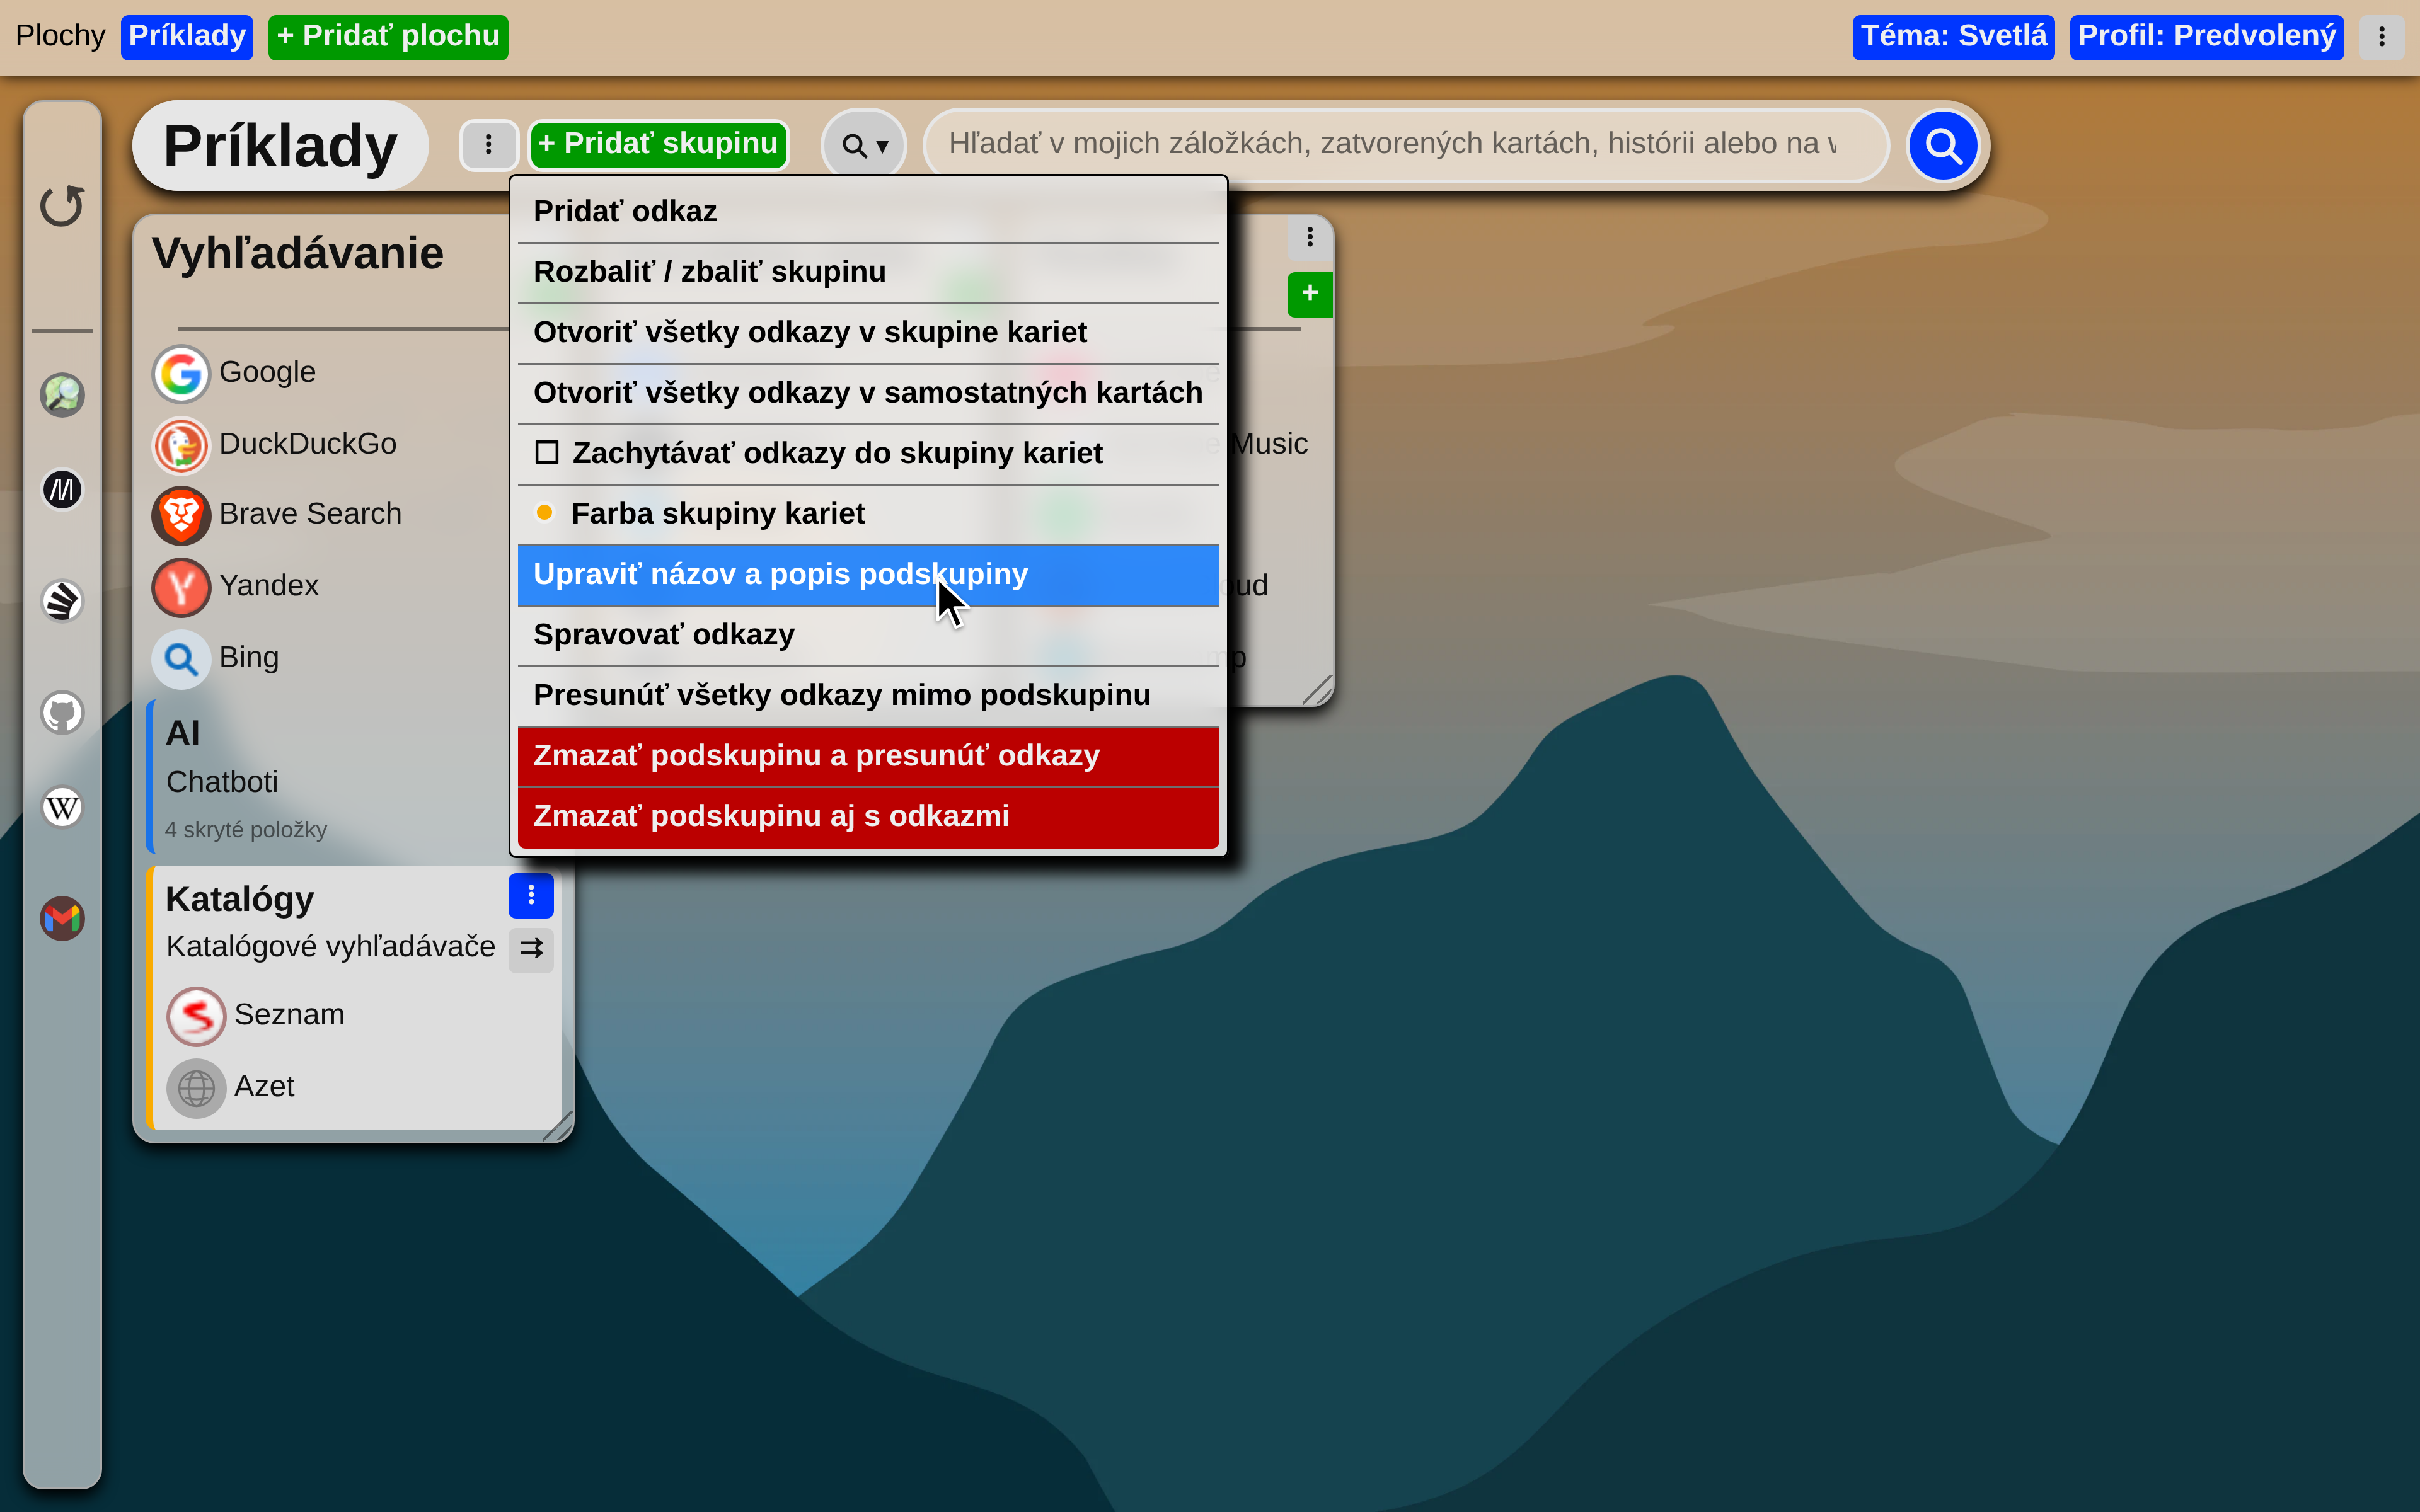 Plochy Príklady + Pridať plochu Téma: Svetlá Profil: Predvolený
Príklady + Pridať skupinu Hľadať v mojich záložkách, zatvorených kartách, histórii alebo na
Vyhľadávanie
Google
DuckDuckGo
Brave Search
Yandex
Bing
AI
Chatboti
4 skryté položky
Katalógy
Katalógové vyhľadávače
Seznam
Azet
Pridať odkaz
Rozbaliť / zbaliť skupinu
Otvoriť všetky odkazy v skupine kariet
Otvoriť všetky odkazy v samostatných kartách
Zachytávať odkazy do skupiny kariet
Farba skupiny kariet
Upraviť názov a popis podskupiny
Spravovať odkazy
Presunúť všetky odkazy mimo podskupinu
Zmazať podskupinu a presunúť odkazy
Zmazať podskupinu aj s odkazmi
+
Music
W